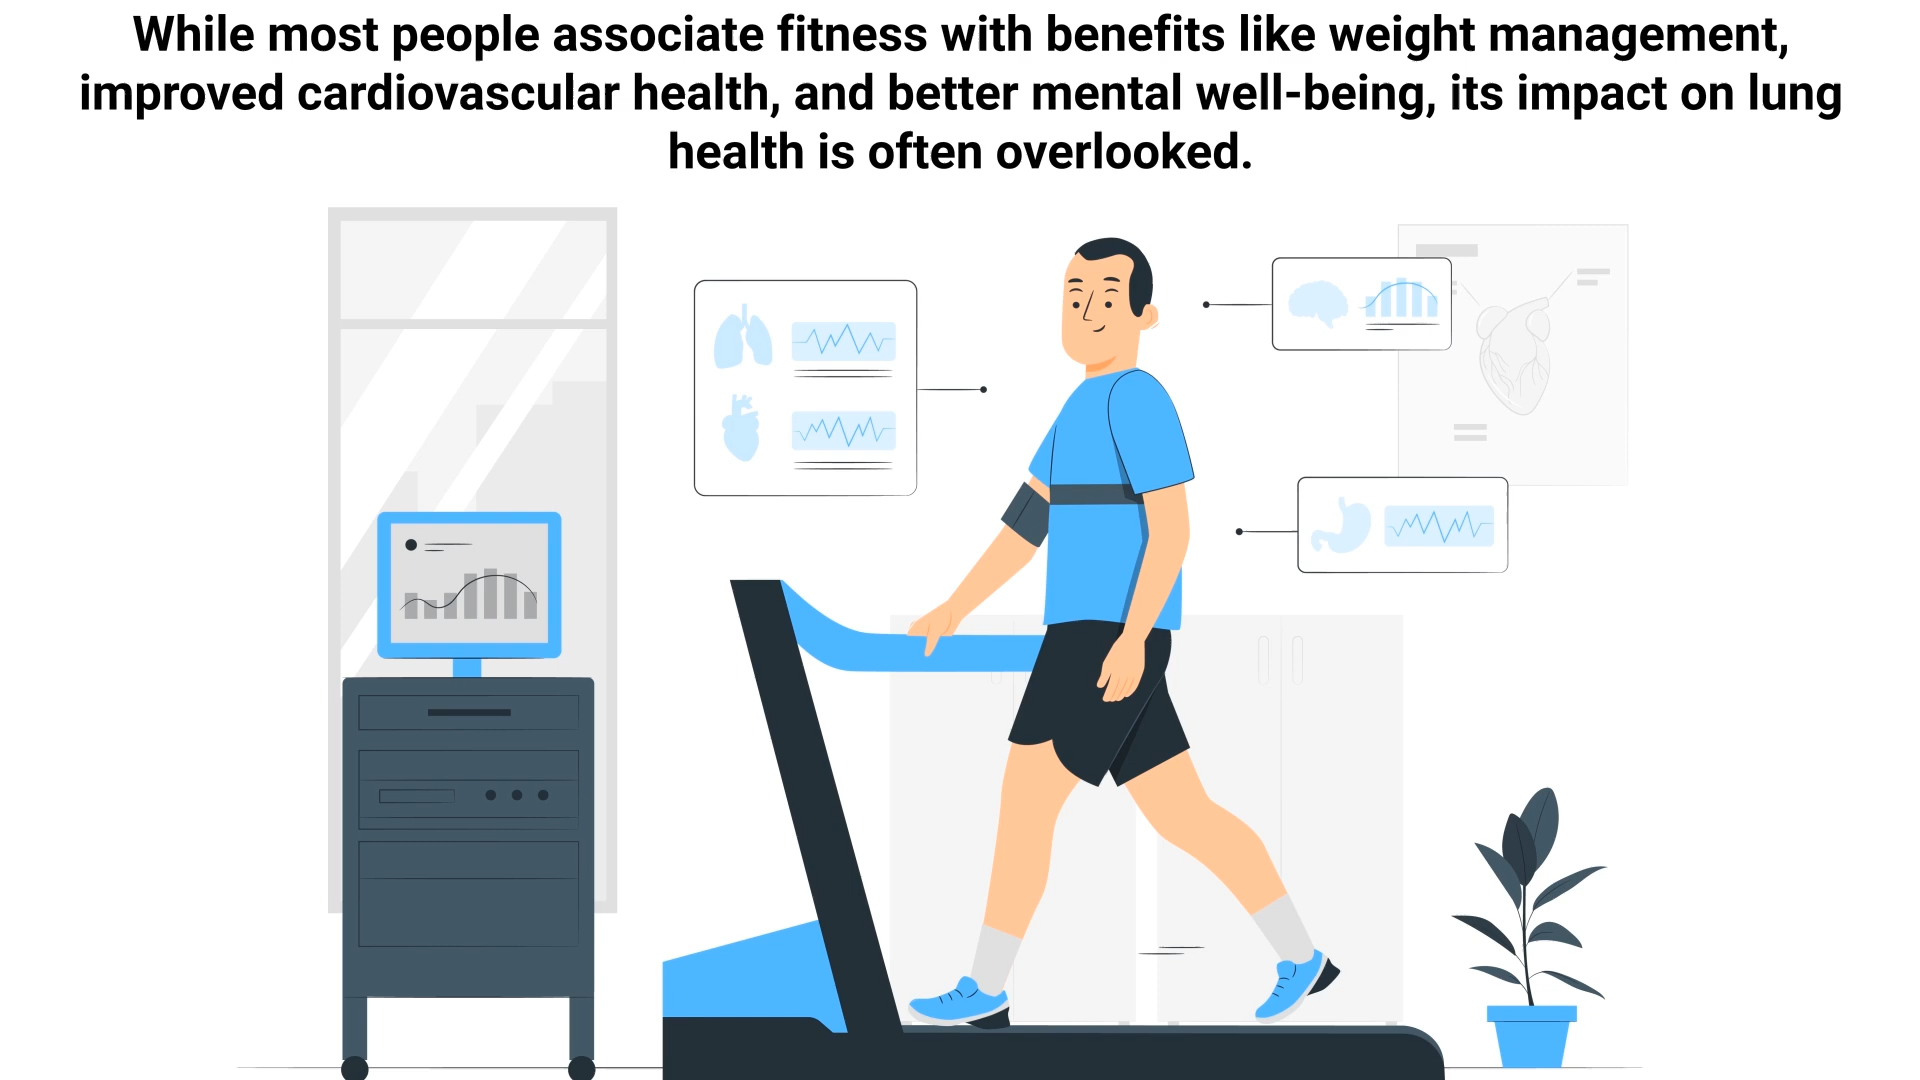 While most people associate fitness with benefits like weight management,
improved cardiovascular health, and better mental well-being, its impact on lung
health is often overlooked.